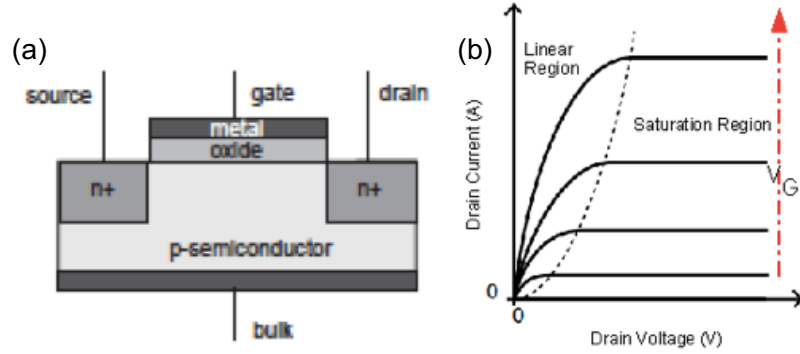 (a)
source
gate
drain
metal
oxide
n+
n+
p-semiconductor
bulk
(b)
Linear
Region
Saturation Region
V
G
Drain Current (A)
0
0
Drain Voltage (V)